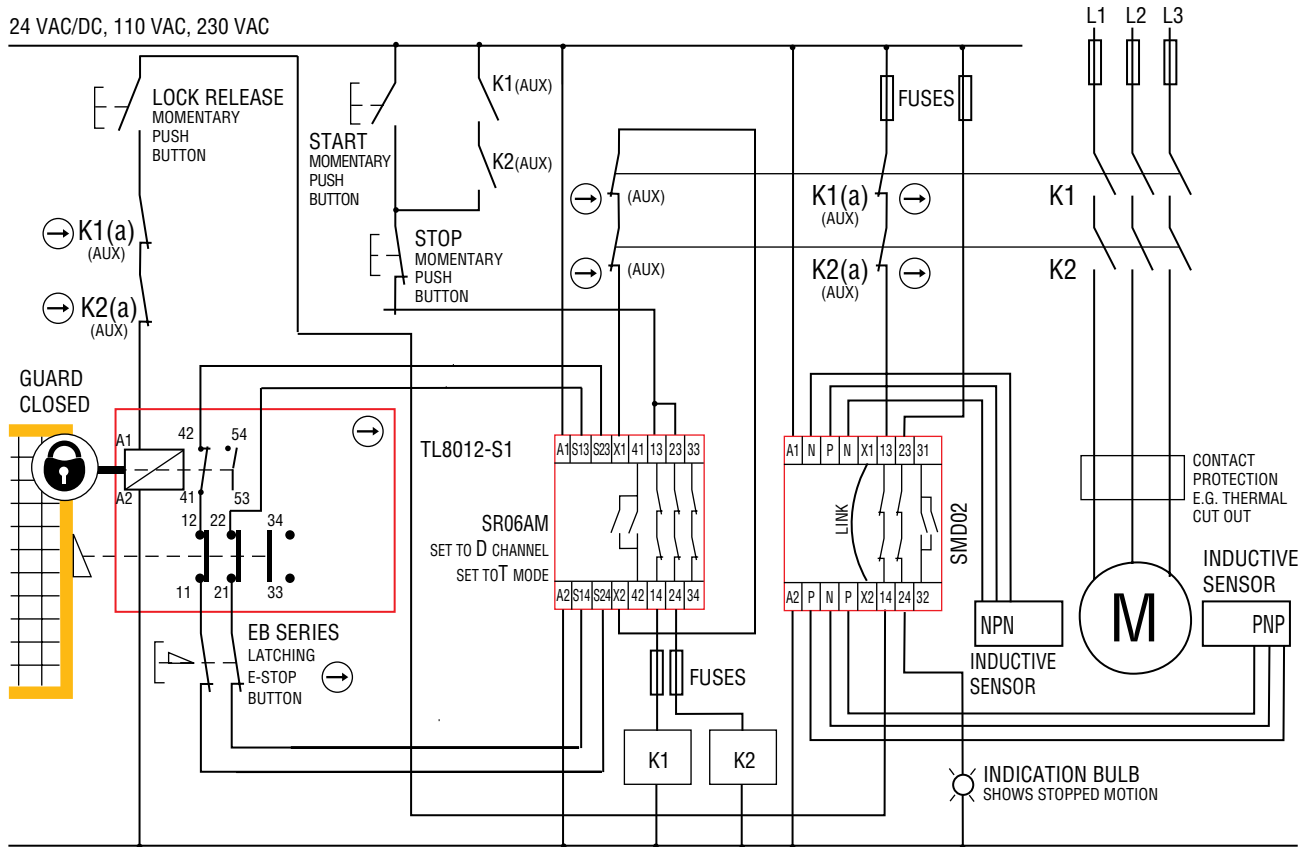 24 VAC/DC, 110 VAC, 230 VAC
L1 L2 L3
LOCK RELEASE
MOMENTARY
PUSH
BUTTON
START
MOMENTARY
PUSH
BUTTON
K1(AUX)
K2(AUX)
STOP
MOMENTARY
PUSH
BUTTON
(AUX)
(AUX)
FUSES
K1(a)
(AUX)
K2(a)
(AUX)
K1
K2
K1(a)
(AUX)
K2(a)
(AUX)
GUARD
CLOSED
A1
A2
42 54
41 53
12 22 34
11 21 33
TL8012-S1
A1 S13 S23 X1 41 13 23 33
SR06AM
SET TO D CHANNEL
SET TOT MODE
A2 S14 S24 X2 42 14 24 34
A1 N P N X1 13 23 31
LINK
SMD02
A2 P N P X2 14 24 32
CONTACT
PROTECTION
E.G. THERMAL
CUT OUT
INDUCTIVE
SENSOR
PNP
M
NPN
INDUCTIVE
SENSOR
EB SERIES
LATCHING
E-STOP
BUTTON
FUSES
K1
K2
INDICATION BULB
SHOWS STOPPED MOTION